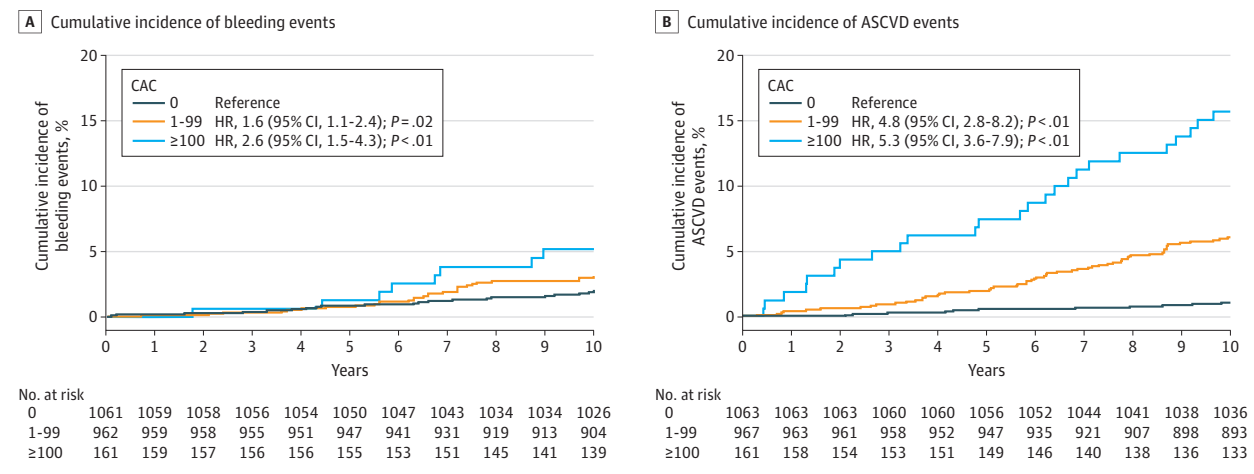 A Cumulative incidence of bleeding events
Cumulative incidence of
bleeding events, %
20
15
10
5
0
CAC
0 Reference
1-99 HR, 1.6 (95% CI, 1.1-2.4); P = .02
≥100 HR, 2.6 (95% CI, 1.5-4.3); P < .01
0 1 2 3 4 5 6 7 8 9 10
Years
No. at risk
0 1061 1059 1058 1056 1054 1050 1047 1043 1034 1034 1026
1-99 962 959 958 955 951 947 941 931 919 913 904
≥100 161 159 157 156 156 155 153 151 145 141 139
B Cumulative incidence of ASCVD events
Cumulative incidence of
ASCVD events, %
20
15
10
5
0
CAC
0 Reference
1-99 HR, 4.8 (95% CI, 2.8-8.2); P < .01
≥100 HR, 5.3 (95% CI, 3.6-7.9); P < .01
0 1 2 3 4 5 6 7 8 9 10
Years
No. at risk
0 1063 1063 1063 1060 1060 1056 1052 1044 1041 1038 1036
1-99 967 963 961 958 952 947 935 921 907 898 893
≥100 161 158 154 153 151 149 146 140 138 136 133